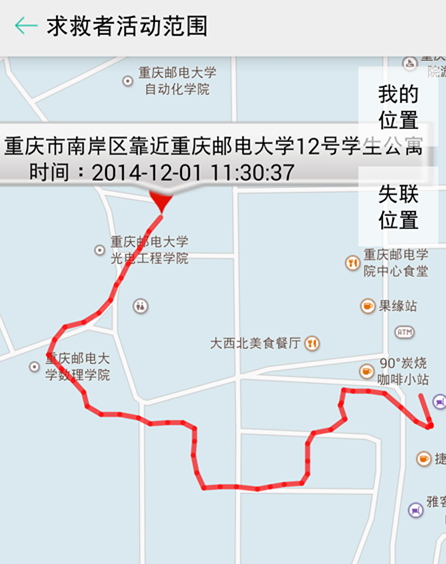 求救者活动范围
重庆邮电大学
自动化学院
我的
位置
重庆市南岸区靠近重庆邮电大学12号学生公寓
时间：2014-12-01 11:30:37
失联
位置
重庆邮电大学
光电工程学院
重庆邮电学
院中心食堂
果缘站
ATM
大西北美食餐厅
重庆邮电大
学数理学院
90°炭烧
咖啡小站
捷
雅客